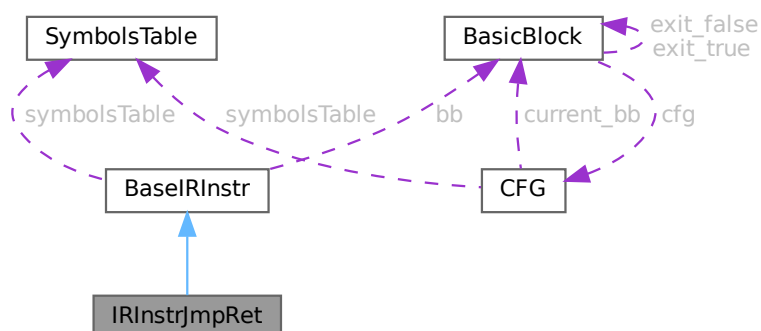 SymbolsTable
BasicBlock
exit_false
exit_true
symbolsTable
symbolsTable
bb
current_bb
cfg
BaseIRInstr
CFG
IRInstrJmpRet